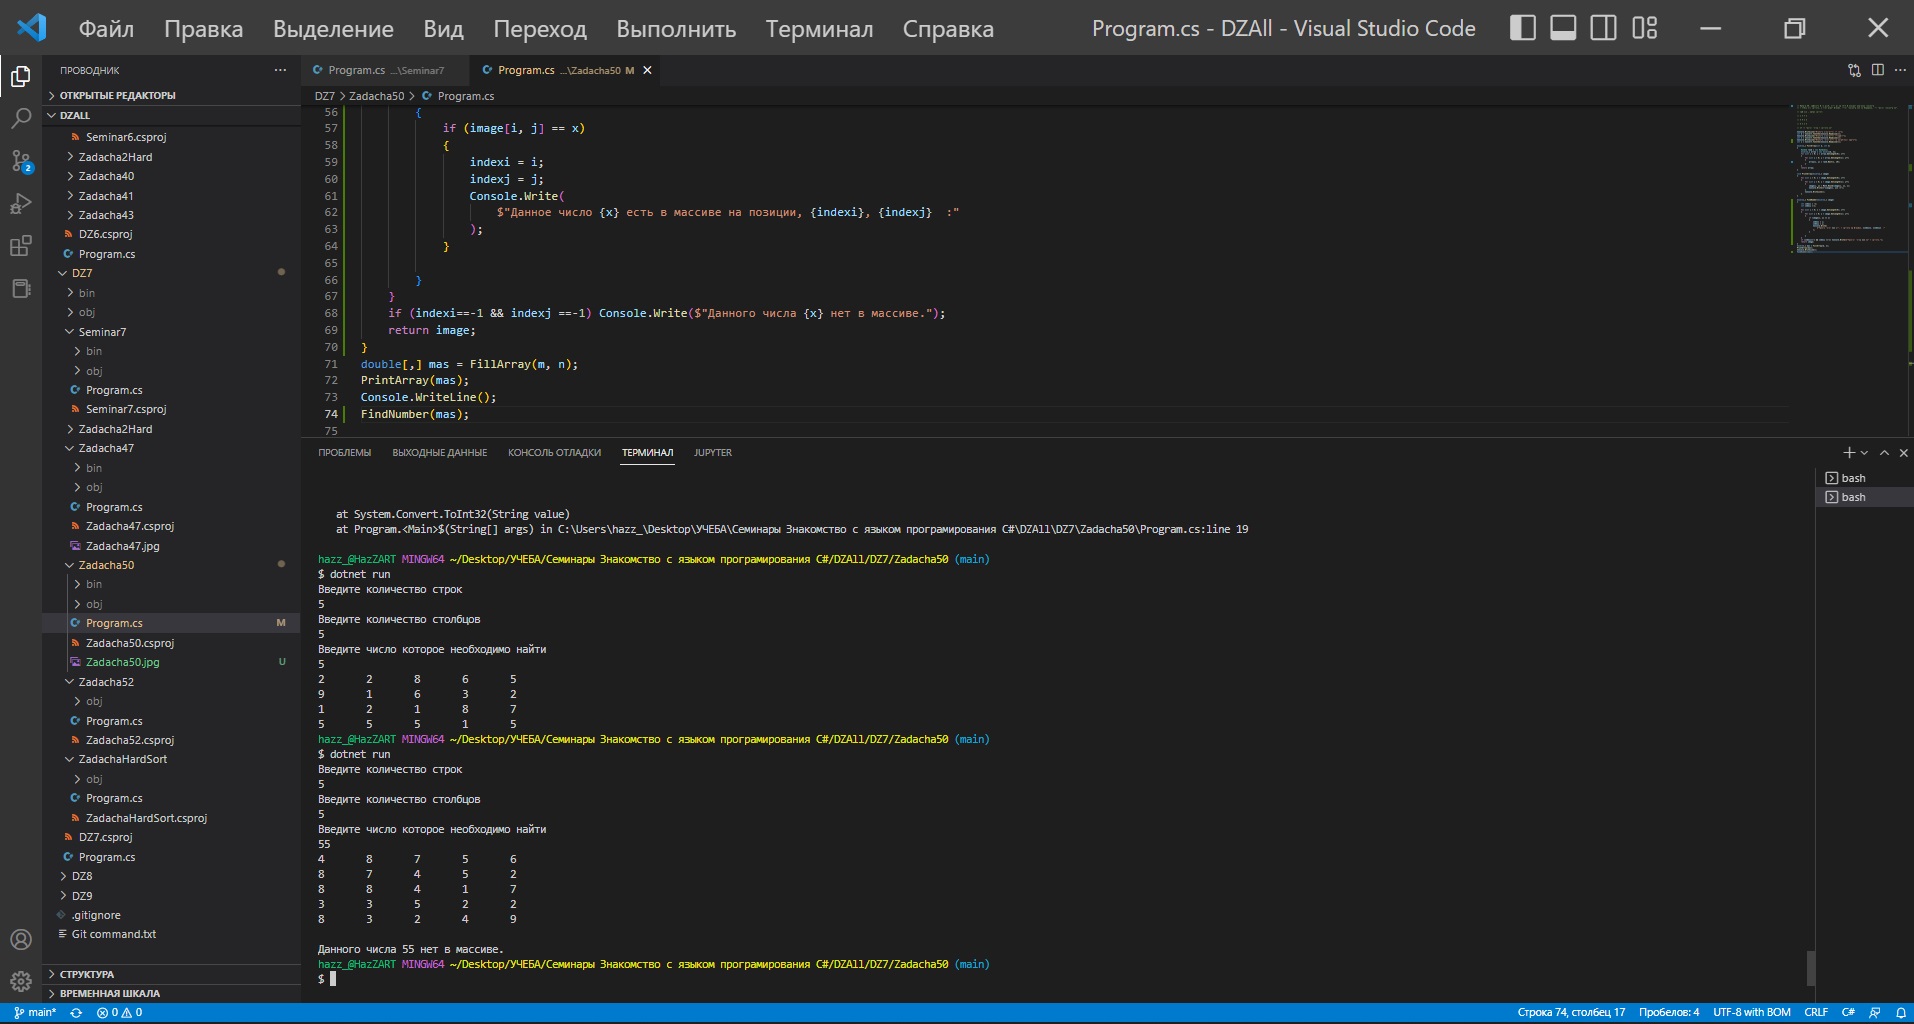 Файл Правка Выделение Вид Переход Выполнить Терминал Справка Program.cs - DZAll - Visual Studio Code
ПРОВОДНИК
ОТКРЫТЫЕ РЕДАКТОРЫ
DZALL
Seminar6.csproj
Zadacha2Hard
Zadacha40
Zadacha41
Zadacha43
DZ6.csproj
Program.cs
DZ7
bin
obj
Seminar7
bin
obj
Program.cs
Seminar7.csproj
Zadacha2Hard
Zadacha47
bin
obj
Program.cs
Zadacha47.csproj
Zadacha47.jpg
Zadacha50
bin
obj
Program.cs M
Zadacha50.csproj
Zadacha50.jpg U
Zadacha52
obj
Program.cs
Zadacha52.csproj
ZadachaHardSort
obj
Program.cs
ZadachaHardSort.csproj
DZ7.csproj
Program.cs
DZ8
DZ9
.gitignore
Git command.txt
СТРУКТУРА
ВРЕМЕННАЯ ШКАЛА
2
Program.cs ...\Seminar7 Program.cs ...\Zadacha50 M
DZ7 > Zadacha50 > Program.cs
56 {
57 if (image[i, j] == x)
58 {
59 indexi = i;
60 indexj = j;
61 Console.Write(
62 $"Данное число {x} есть в массиве на позиции, {indexi}, {indexj}  :"
63 );
64 }
65
66 }
67 }
68 if (indexi==-1 && indexj ==-1) Console.Write($"Данного числа {x} нет в массиве.");
69 return image;
70 }
71 double[,] mas = FillArray(m, n);
72 PrintArray(mas);
73 Console.WriteLine();
74 FindNumber(mas);
75
ПРОБЛЕМЫ ВЫХОДНЫЕ ДАННЫЕ КОНСОЛЬ ОТЛАДКИ ТЕРМИНАЛ JUPYTER
bash
bash
at System.Convert.ToInt32(String value)
at Program.<Main>$(String[] args) in C:\Users\hazz_\Desktop\УЧЕБА\Семинары Знакомство с языком програмирования C#\DZAll\DZ7\Zadacha50\Program.cs:line 19
hazz_@HazZART MINGW64 ~/Desktop/УЧЕБА/Семинары Знакомство с языком програмирования C#/DZAll/DZ7/Zadacha50 (main)
$ dotnet run
Введите количество строк
5
Введите количество столбцов
5
Введите число которое необходимо найти
5
2 2 8 6 5
9 1 6 3 2
1 2 1 8 7
5 5 5 1 5
hazz_@HazZART MINGW64 ~/Desktop/УЧЕБА/Семинары Знакомство с языком програмирования C#/DZAll/DZ7/Zadacha50 (main)
$ dotnet run
Введите количество строк
5
Введите количество столбцов
5
Введите число которое необходимо найти
55
4 8 7 5 6
8 7 4 5 2
8 8 4 1 7
3 3 5 2 2
8 3 2 4 9
Данного числа 55 нет в массиве.
hazz_@HazZART MINGW64 ~/Desktop/УЧЕБА/Семинары Знакомство с языком програмирования C#/DZAll/DZ7/Zadacha50 (main)
$
main* 0 0 Строка 74, столбец 17 Пробелов: 4 UTF-8 with BOM CRLF C#